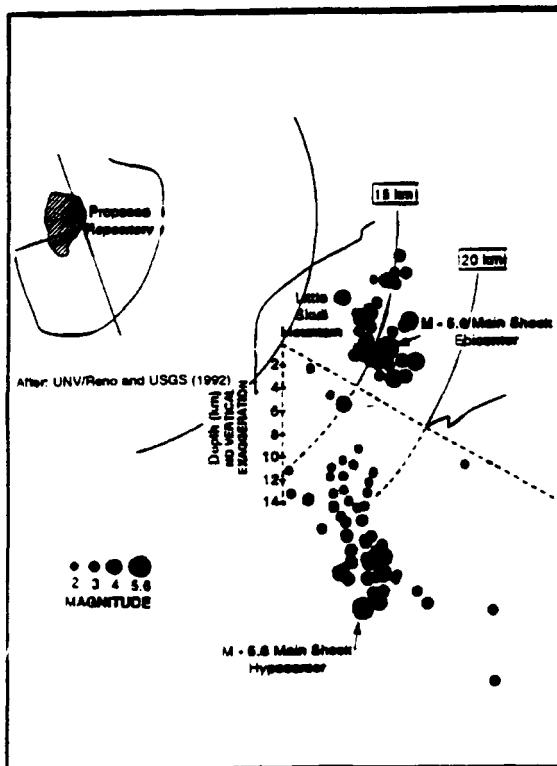 15 km
Proposed
Repository
20 km
Little
Skull
Mountain
M - 5.6 Main Shock
Epicenter
After: UNV/Reno and USGS (1992)
Depth (km)
NO VERTICAL
EXAGGERATION
2
4
6
8
10
12
14
2 3 4 5.6
MAGNITUDE
M - 5.6 Main Shock
Hypocenter